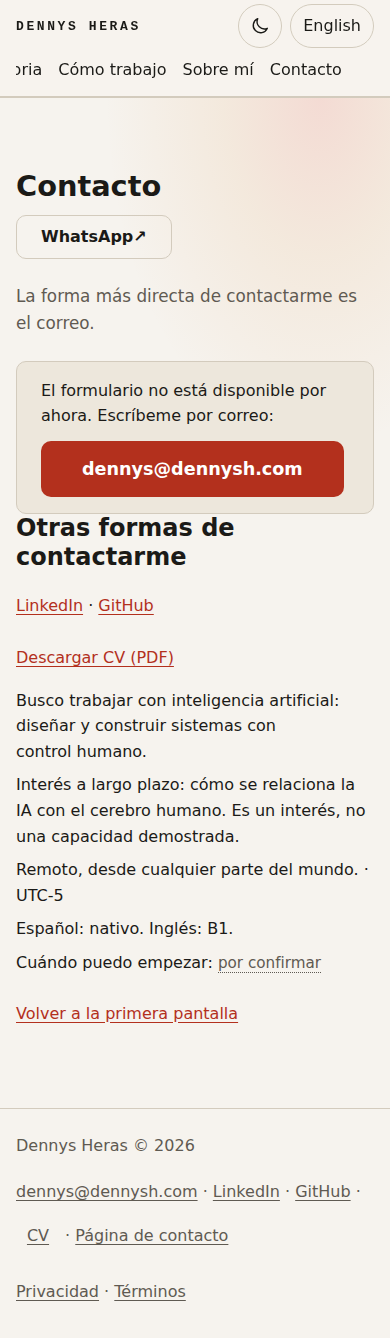 DENNYS HERAS
English
oria Cómo trabajo Sobre mí Contacto
Contacto
WhatsApp↗
La forma más directa de contactarme es
el correo.
El formulario no está disponible por
ahora. Escríbeme por correo:
dennys@dennysh.com
Otras formas de
contactarme
LinkedIn · GitHub
Descargar CV (PDF)
Busco trabajar con inteligencia artificial:
diseñar y construir sistemas con
control humano.
Interés a largo plazo: cómo se relaciona la
IA con el cerebro humano. Es un interés, no
una capacidad demostrada.
Remoto, desde cualquier parte del mundo. ·
UTC-5
Español: nativo. Inglés: B1.
Cuándo puedo empezar: por confirmar
Volver a la primera pantalla
Dennys Heras © 2026
dennys@dennysh.com · LinkedIn · GitHub ·
CV · Página de contacto
Privacidad · Términos